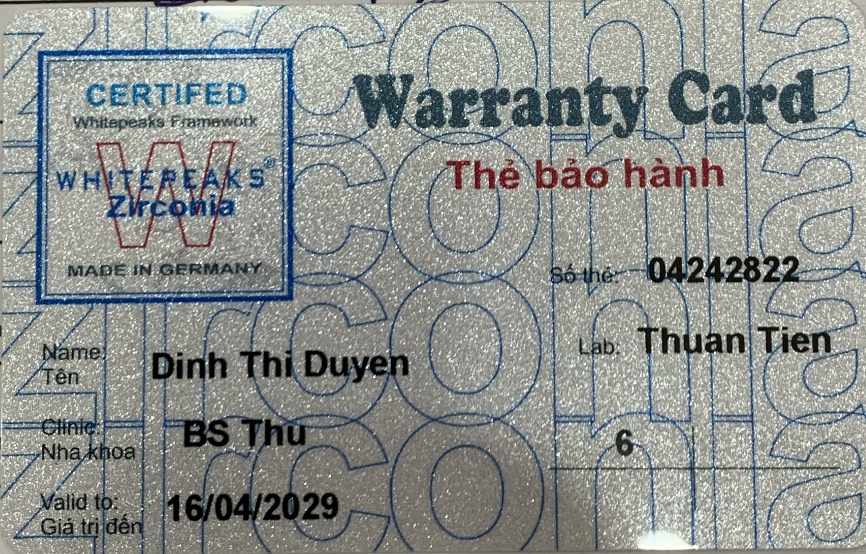 CERTIFED
Whitepeaks Framework
WHITEPEAKS®
Zirconia
MADE IN GERMANY
Warranty Card
Thẻ bảo hành
Số thẻ: 04242822
Lab: Thuan Tien
Name: Dinh Thi Duyen
Tên
Clinic: BS Thu
Nha khoa
6
Valid to: 16/04/2029
Giá trị đến